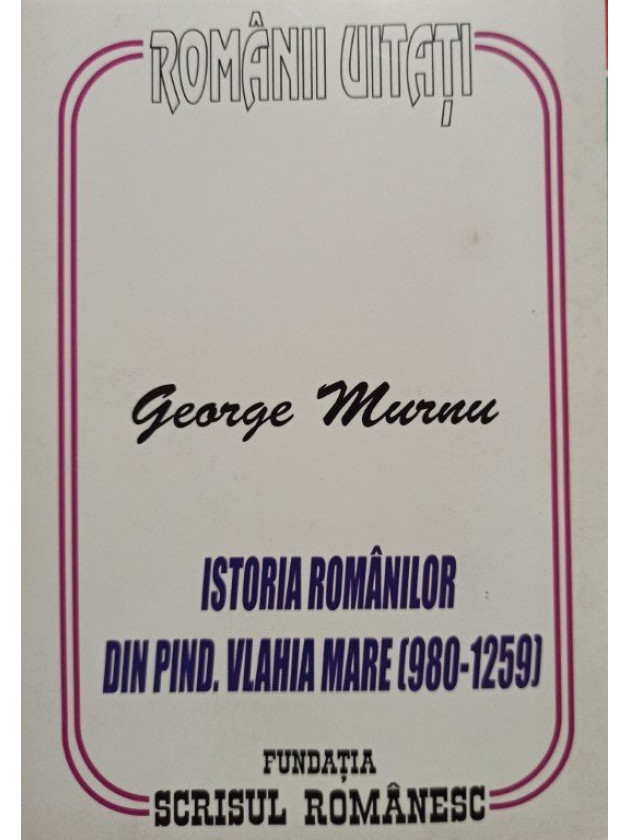 ROMÂNII UITAȚI
George Murnu
ISTORIA ROMÂNILOR
DIN PIND. VLAHIA MARE (980-1259)
FUNDAȚIA
SCRISUL ROMÂNESC